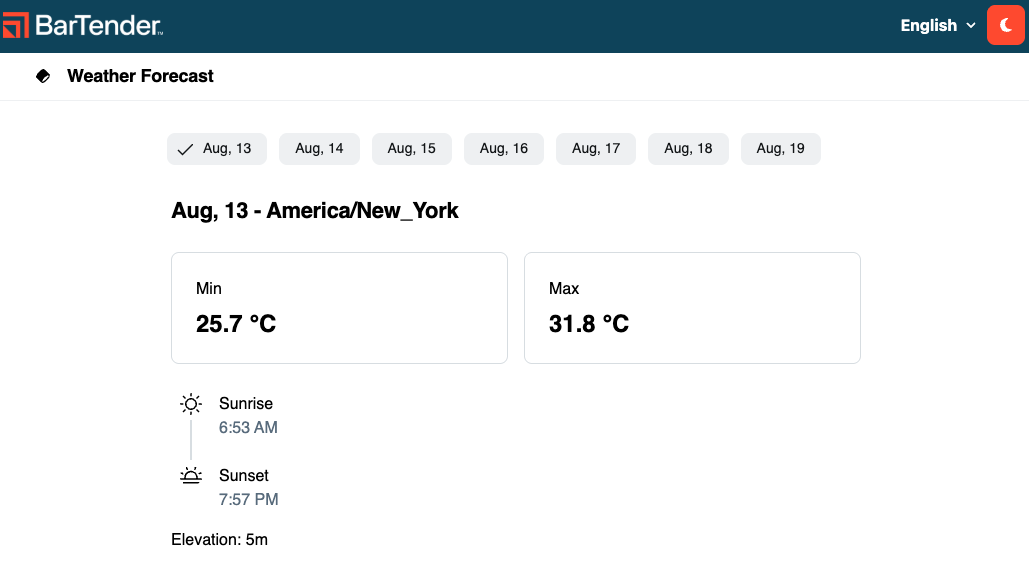 BarTender™
English
Weather Forecast
Aug, 13 Aug, 14 Aug, 15 Aug, 16 Aug, 17 Aug, 18 Aug, 19
Aug, 13 - America/New_York
Min
25.7 °C
Max
31.8 °C
Sunrise
6:53 AM
Sunset
7:57 PM
Elevation: 5m